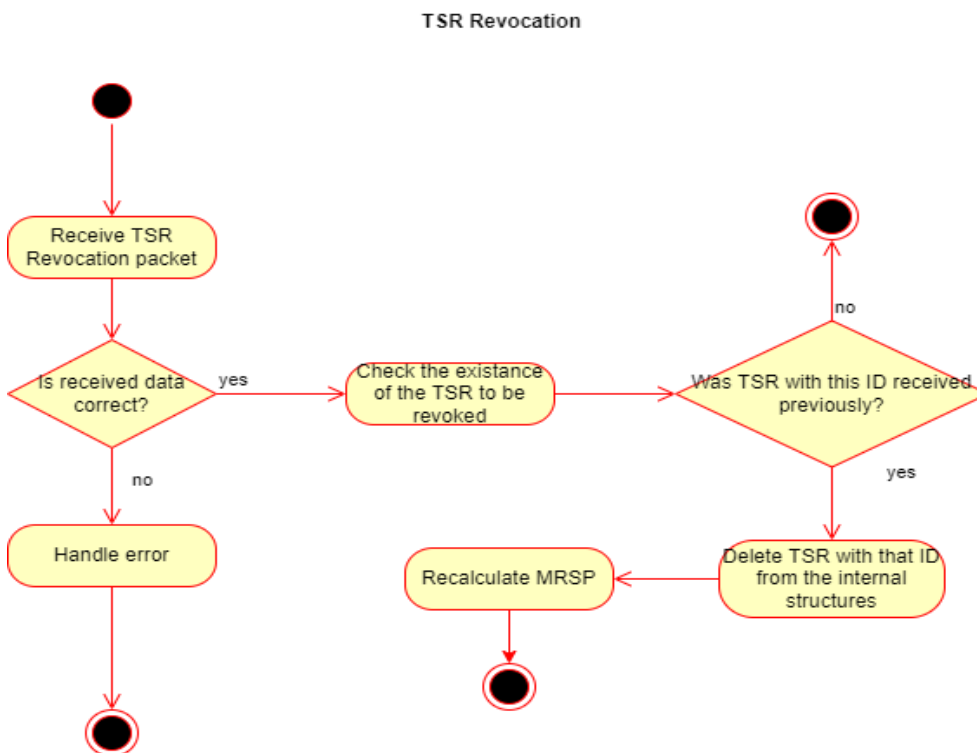 TSR Revocation
Receive TSR
Revocation packet
Is received data
correct?
yes
Check the existance
of the TSR to be
revoked
Was TSR with this ID received
previously?
no
yes
no
Handle error
Delete TSR with that ID
from the internal
structures
Recalculate MRSP